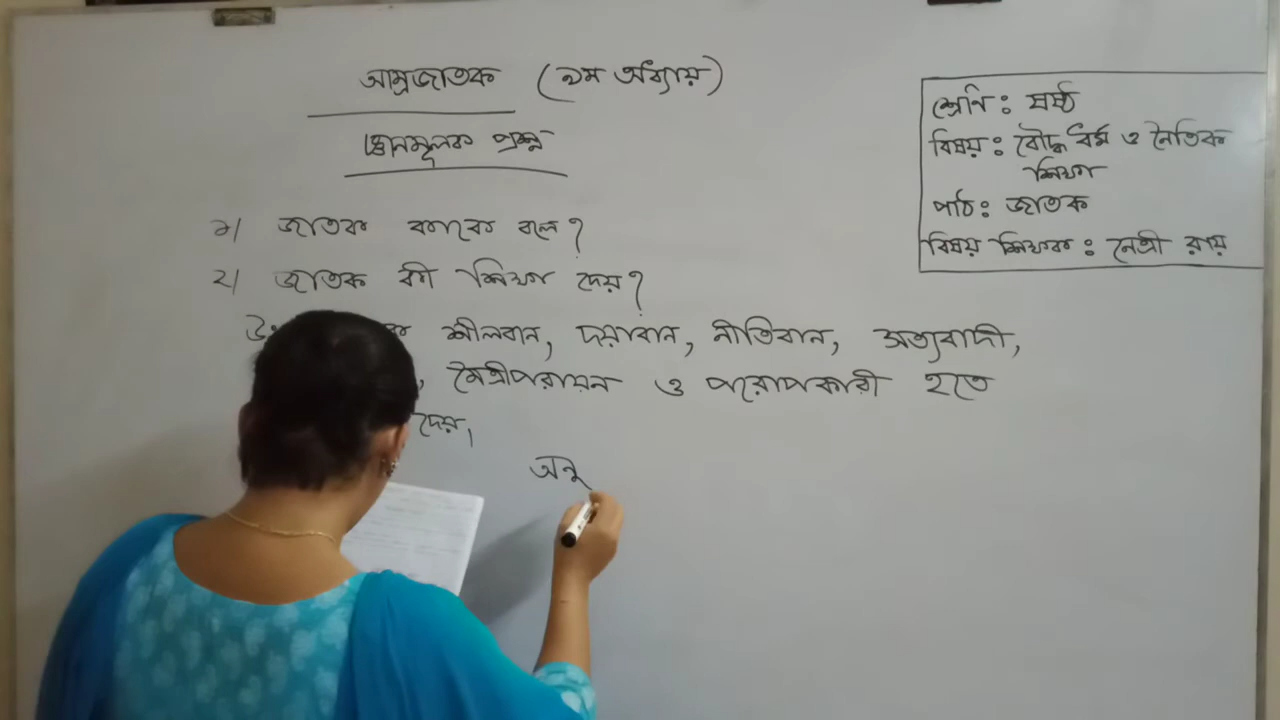 আম্রজাতক (৯ম অধ্যায়)
জ্ঞানমূলক প্রশ্ন
১। জাতক কাকে বলে?
২। জাতক কী শিক্ষা দেয়?
উঃ শীলবান, দয়াবান, নীতিবান, সত্যবাদী,
মৈত্রীপরায়ন ও পরোপকারী হতে
দেয়।
অনু
শ্রেনি: ষষ্ঠ
বিষয়: বৌদ্ধ ধর্ম ও নৈতিক
শিক্ষা
পাঠ: জাতক
বিষয় শিক্ষক: নেত্রী রায়